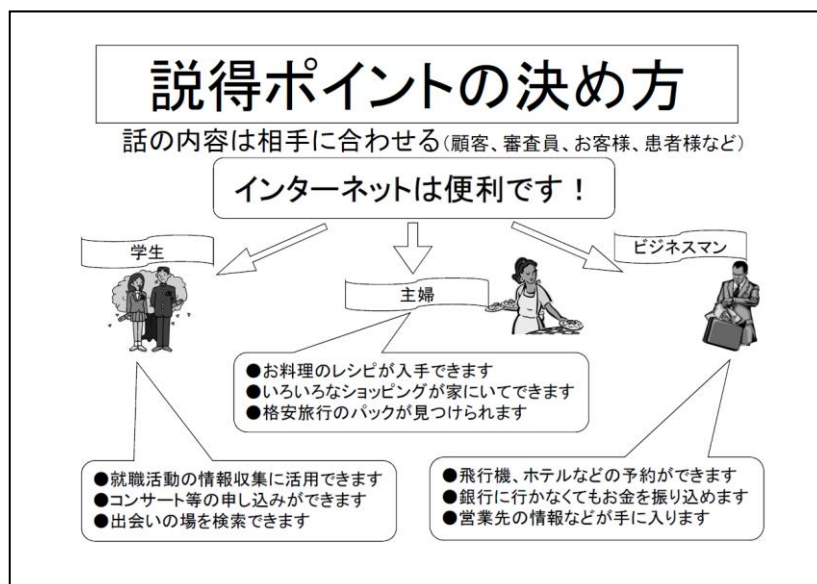 説得ポイントの決め方
話の内容は相手に合わせる(顧客、審査員、お客様、患者様など)
インターネットは便利です！
学生
主婦
ビジネスマン
●お料理のレシピが入手できます
●いろいろなショッピングが家にいてできます
●格安旅行のパックが見つけられます
●就職活動の情報収集に活用できます
●コンサート等の申し込みができます
●出会いの場を検索できます
●飛行機、ホテルなどの予約ができます
●銀行に行かなくてもお金を振り込めます
●営業先の情報などが手に入ります